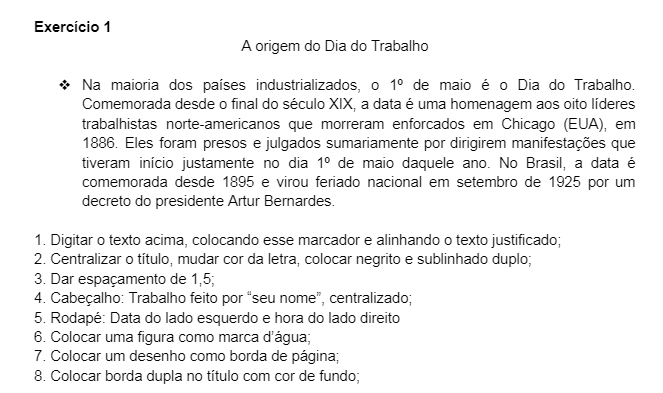 Exercício 1
A origem do Dia do Trabalho
❖ Na maioria dos países industrializados, o 1º de maio é o Dia do Trabalho.
Comemorada desde o final do século XIX, a data é uma homenagem aos oito líderes
trabalhistas norte-americanos que morreram enforcados em Chicago (EUA), em
1886. Eles foram presos e julgados sumariamente por dirigirem manifestações que
tiveram início justamente no dia 1º de maio daquele ano. No Brasil, a data é
comemorada desde 1895 e virou feriado nacional em setembro de 1925 por um
decreto do presidente Artur Bernardes.
1. Digitar o texto acima, colocando esse marcador e alinhando o texto justificado;
2. Centralizar o título, mudar cor da letra, colocar negrito e sublinhado duplo;
3. Dar espaçamento de 1,5;
4. Cabeçalho: Trabalho feito por “seu nome”, centralizado;
5. Rodapé: Data do lado esquerdo e hora do lado direito
6. Colocar uma figura como marca d’água;
7. Colocar um desenho como borda de página;
8. Colocar borda dupla no título com cor de fundo;